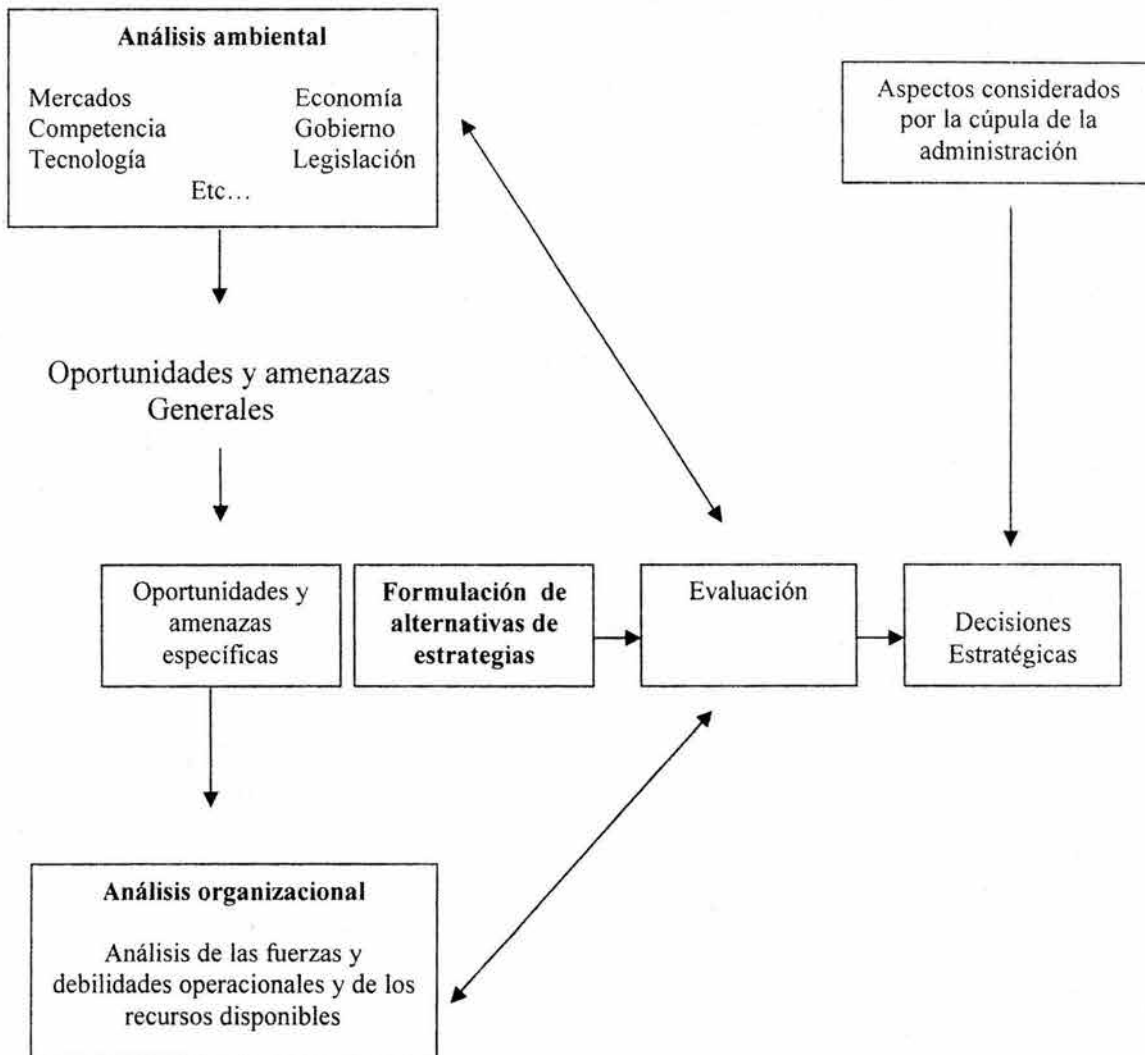 Análisis ambiental
Mercados Economía
Competencia Gobierno
Tecnología Legislación
Etc...
Aspectos considerados
por la cúpula de la
administración
Oportunidades y amenazas
Generales
Oportunidades y
amenazas
específicas
Formulación de
alternativas de
estrategias
Evaluación
Decisiones
Estratégicas
Análisis organizacional
Análisis de las fuerzas y
debilidades operacionales y de los
recursos disponibles